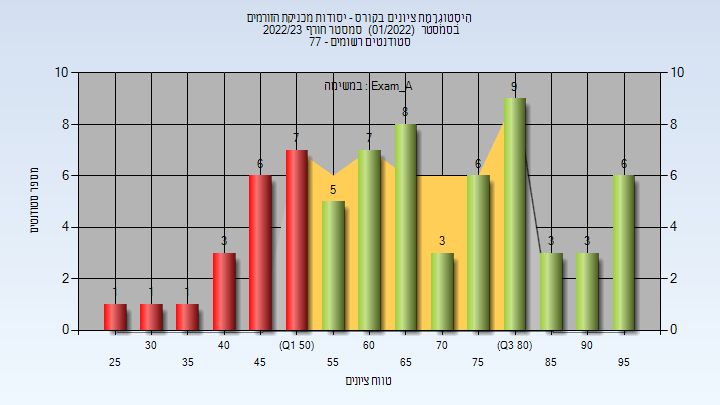 היסטוגרמת ציונים בקורס - יסודות מכניקת הזורמים
בסמסטר (01/2022) סמסטר חורף 2022/23
סטודנטים רשומים - 77
במשימה : Exam_A
מספר סטודנטים
10 10
8 8
6 6
4 4
2 2
0 0
1 1 1 3 6 7 5 7 8 3 6 9 3 3 6
30 40 (Q1 50) 60 70 (Q3 80) 90
25 35 45 55 65 75 85 95
טווח ציונים